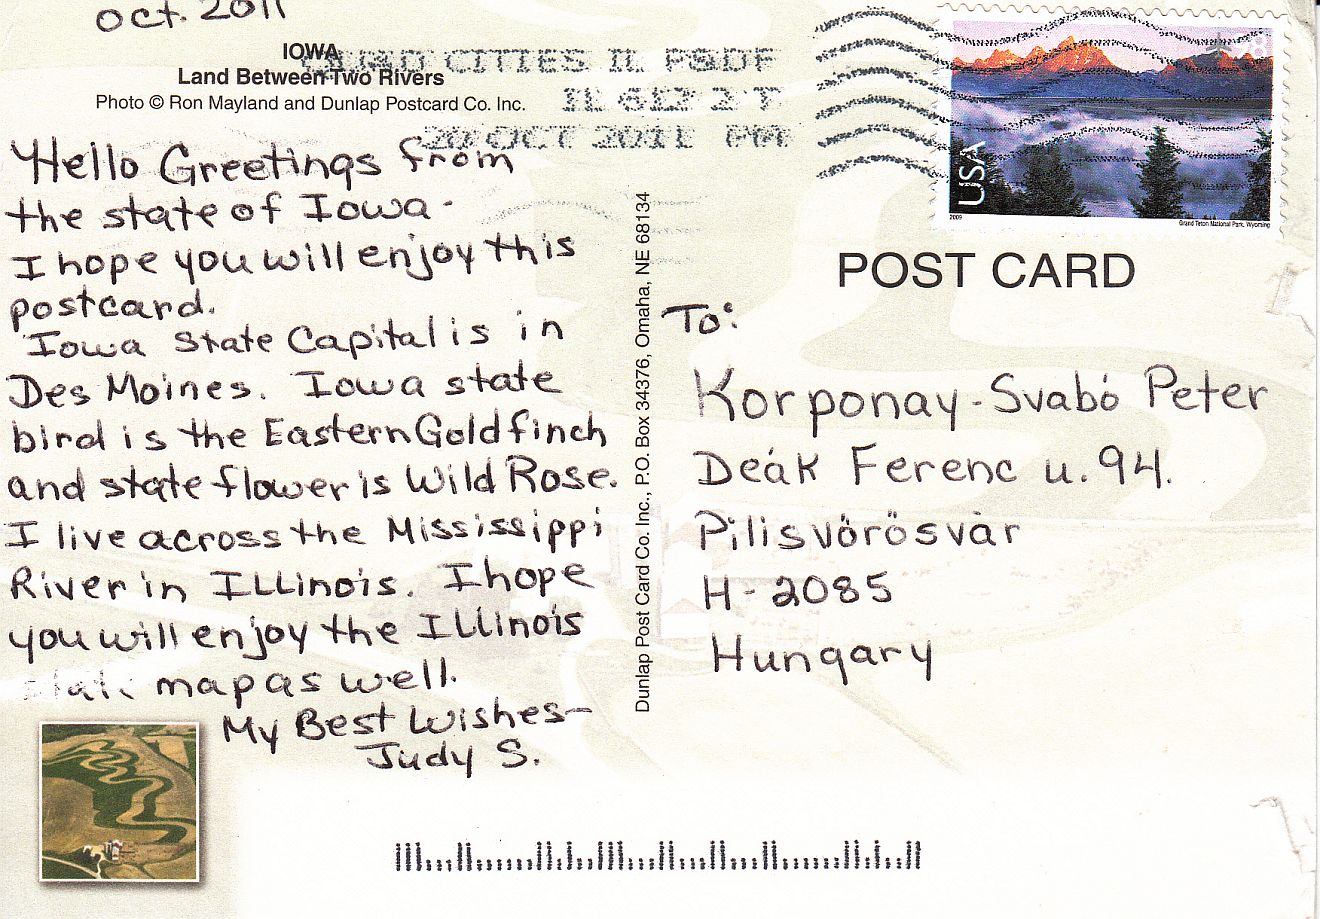 Oct. 2011
IOWA
Land Between Two Rivers
Photo © Ron Mayland and Dunlap Postcard Co. Inc.
CITIES IL P&DF
IL 612 2 T
20 OCT 2011 PM
Hello Greetings from
the state of Iowa-
I hope you will enjoy this
postcard.
Iowa State Capital is in
Des Moines. Iowa state
bird is the Eastern Goldfinch
and state flower is Wild Rose.
I live across the Mississippi
River in Illinois. I hope
you will enjoy the Illinois
state map as well.
My Best Wishes-
Judy S.
Dunlap Post Card Co. Inc., P.O. Box 34376, Omaha, NE 68134
USA
2009
Grand Teton National Park, Wyoming
POST CARD
To:
Korponay-Svabó Peter
Deák Ferenc u. 94.
Pilisvörösvár
H-2085
Hungary